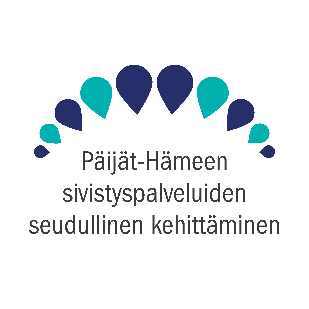 Päijät-Hämeen
sivistyspalveluiden
seudullinen kehittäminen